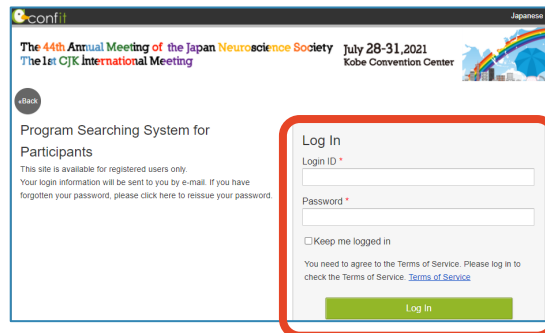 confit
Japanese
The 44th Annual Meeting of the Japan Neuroscience Society
The 1st CJK International Meeting
July 28-31,2021
Kobe Convention Center
«Back
Program Searching System for
Participants
This site is available for registered users only.
Your login information will be sent to you by e-mail. If you have
forgotten your password, please click here to reissue your password.
Log In
Login ID *
Password *
Keep me logged in
You need to agree to the Terms of Service. Please log in to
check the Terms of Service. Terms of Service
Log In